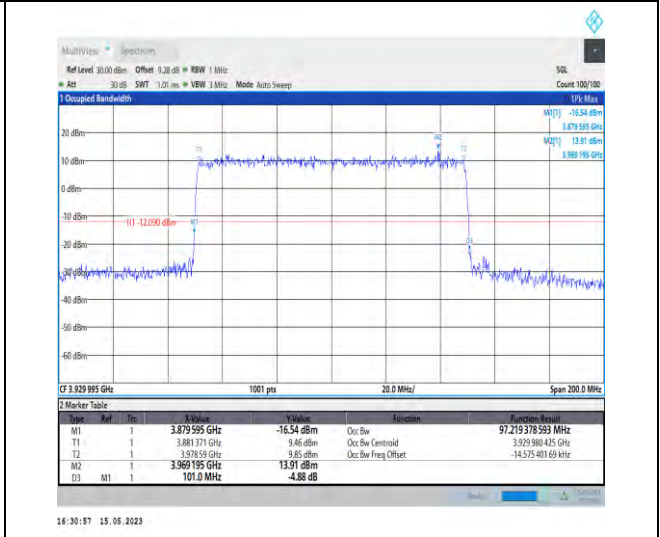 MultiView Spectrum
Ref Level 30.00 dBm Offset 9.28 dB RBW 1 MHz SGL
Att 30 dB SWT 1.01 ms VBW 3 MHz Mode Auto Sweep Count 100/100
1 Occupied Bandwidth 1Pk Max
M1[1] -16.54 dBm
3.879 595 GHz
M2[1] 13.91 dBm
3.969 195 GHz
20 dBm
M2
T1 T2
10 dBm
0 dBm
-10 dBm
H1 -12.090 dBm M1
-20 dBm
D3
-30 dBm
-40 dBm
-50 dBm
-60 dBm
CF 3.929 995 GHz 1001 pts 20.0 MHz/ Span 200.0 MHz
2 Marker Table
Type Ref Trc X-Value Y-Value Function Function Result
M1 1 3.879 595 GHz -16.54 dBm Occ Bw 97.219 378 593 MHz
T1 1 3.881 371 GHz 9.46 dBm Occ Bw Centroid 3.929 980 425 GHz
T2 1 3.978 59 GHz 9.85 dBm Occ Bw Freq Offset -14.575 401 69 kHz
M2 1 3.969 195 GHz 13.91 dBm
D3 M1 1 101.0 MHz -4.88 dB
Ready
16:30:57 15.05.2023